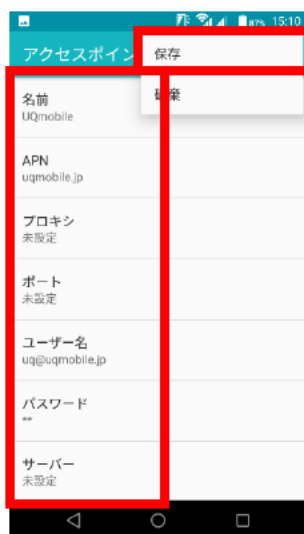 15:10
アクセスポイン
保存
破棄
名前
UQmobile
APN
uqmobile.jp
プロキシ
未設定
ポート
未設定
ユーザー名
uq@uqmobile.jp
パスワード
**
サーバー
未設定